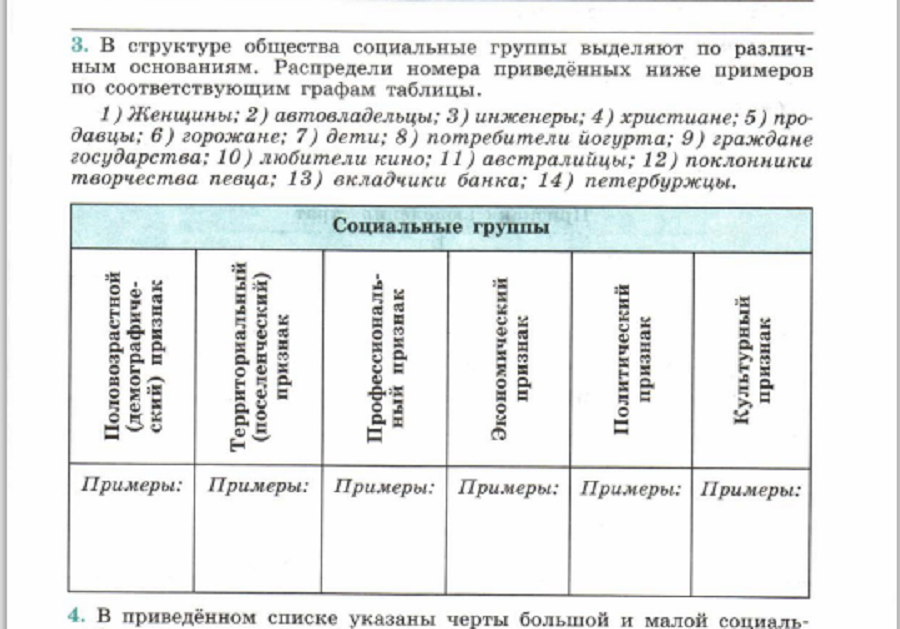 3. В структуре общества социальные группы выделяют по различ-
ным основаниям. Распредели номера приведённых ниже примеров
по соответствующим графам таблицы.
1) Женщины; 2) автовладельцы; 3) инженеры; 4) христиане; 5) про-
давцы; 6) горожане; 7) дети; 8) потребители йогурта; 9) граждане
государства; 10) любители кино; 11) австралийцы; 12) поклонники
творчества певца; 13) вкладчики банка; 14) петербуржцы.
Социальные группы
Половозрастной
(демографиче-
ский) признак
Территориальный
(поселенческий)
признак
Профессиональ-
ный признак
Экономический
признак
Политический
признак
Культурный
признак
Примеры: Примеры: Примеры: Примеры: Примеры: Примеры:
4. В приведённом списке указаны черты большой и малой социаль-